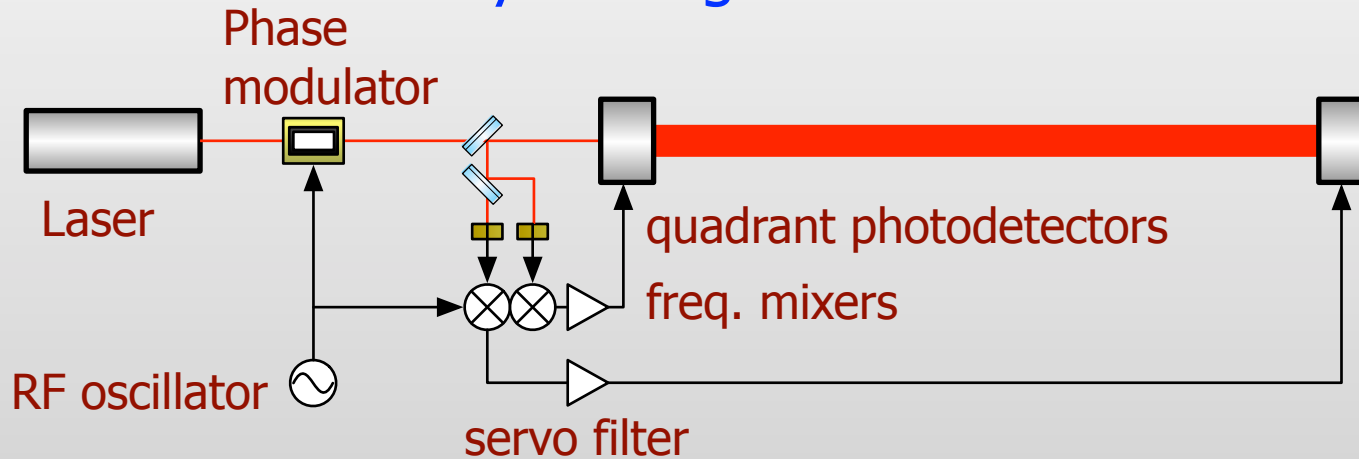 Phase
modulator
Laser
quadrant photodetectors
freq. mixers
RF oscillator
servo filter